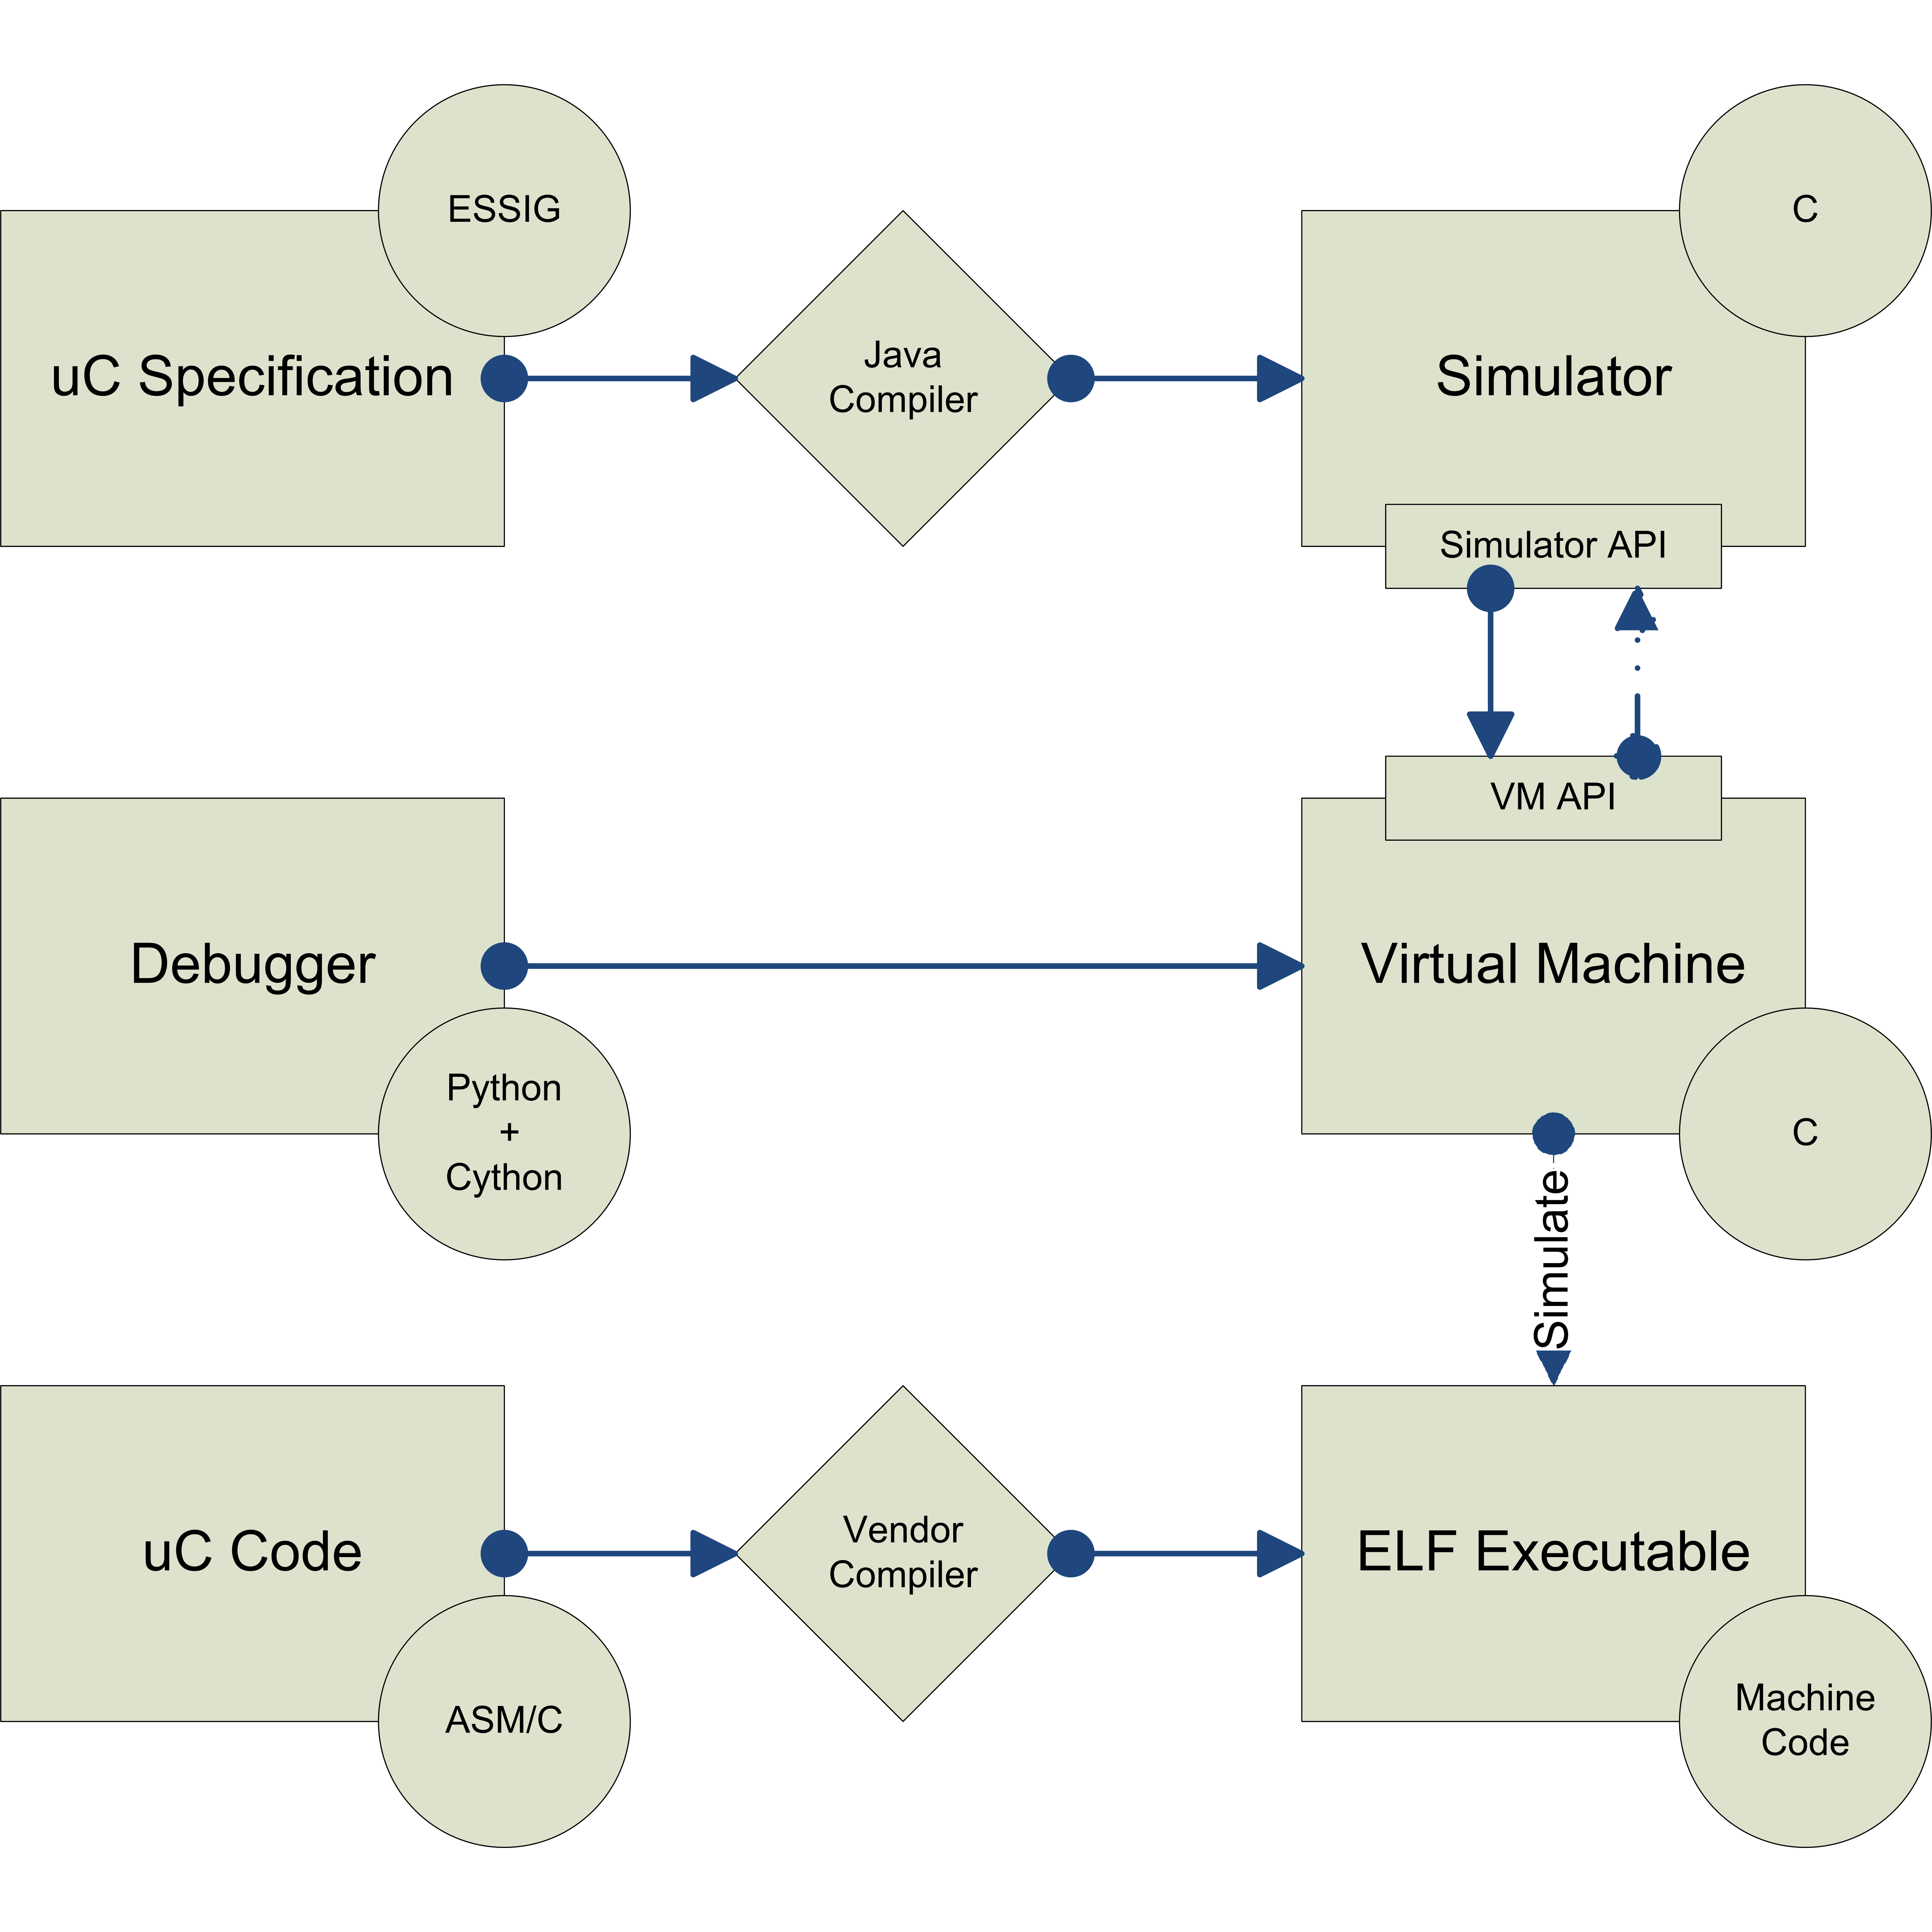 ESSIG
C
uC Specification
Java
Compiler
Simulator
Simulator API
VM API
Debugger
Virtual Machine
Python
+
Cython
C
Simulate
uC Code
Vendor
Compiler
ELF Executable
ASM/C
Machine
Code